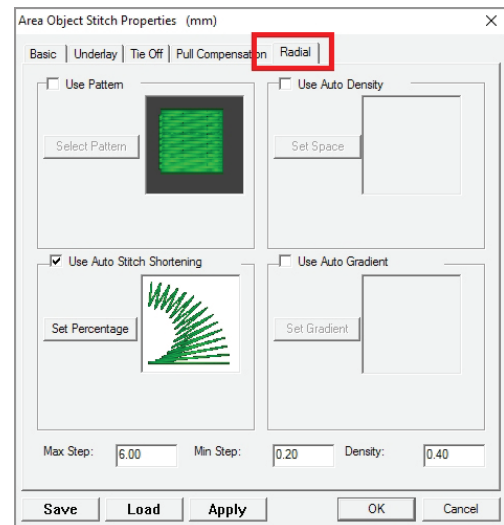 Area Object Stitch Properties (mm)
Basic Underlay Tie Off Pull Compensation Radial
Use Pattern
Select Pattern
Use Auto Density
Set Space
Use Auto Stitch Shortening
Set Percentage
Use Auto Gradient
Set Gradient
Max Step: 6.00 Min Step: 0.20 Density: 0.40
Save Load Apply OK Cancel